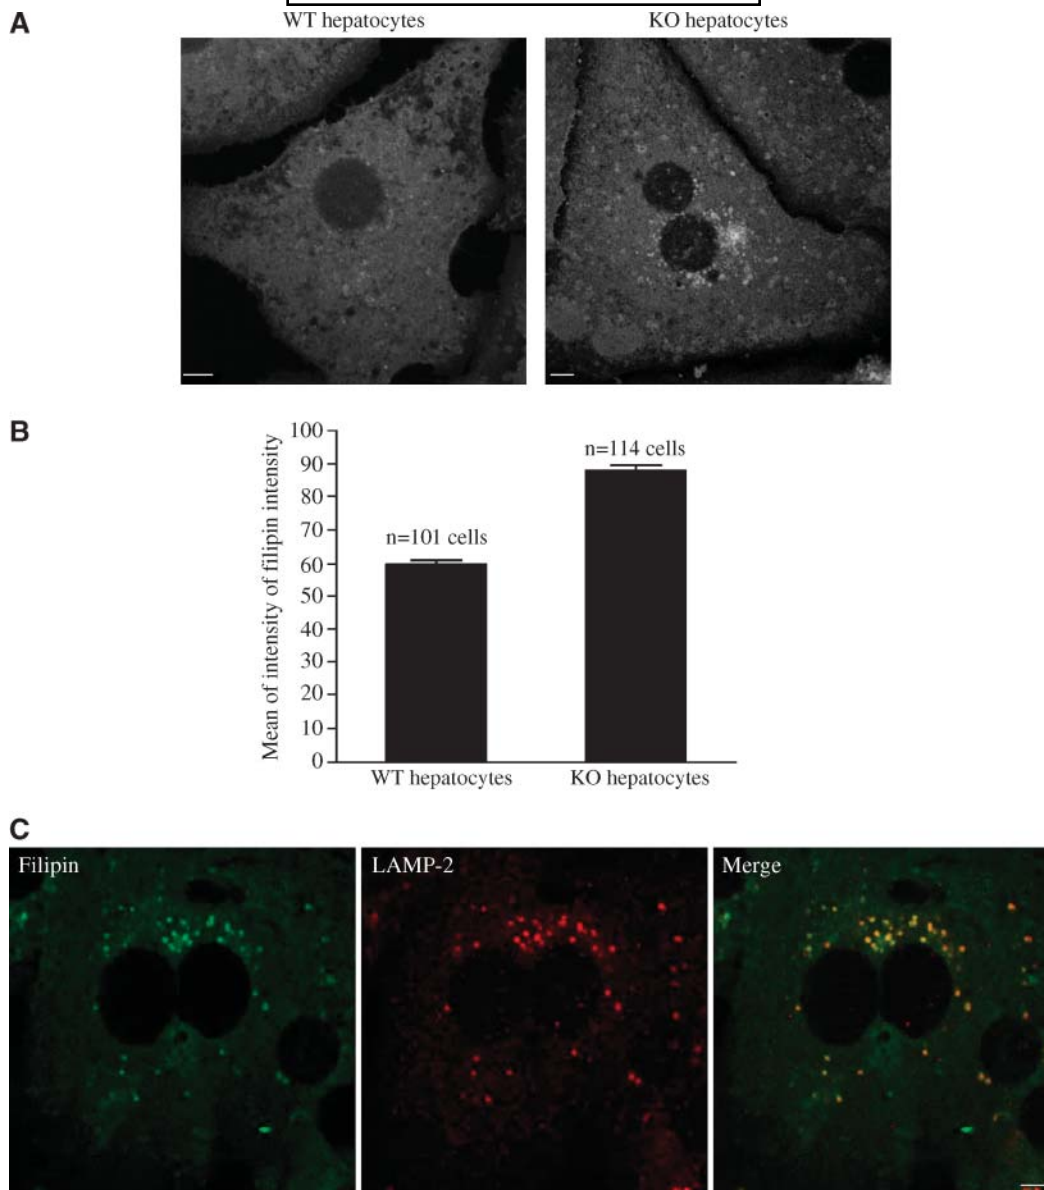 A
WT hepatocytes
KO hepatocytes
B
Mean of intensity of filipin intensity
100
90
80
70
60
50
40
30
20
10
0
n=101 cells
n=114 cells
WT hepatocytes
KO hepatocytes
C
Filipin
LAMP-2
Merge